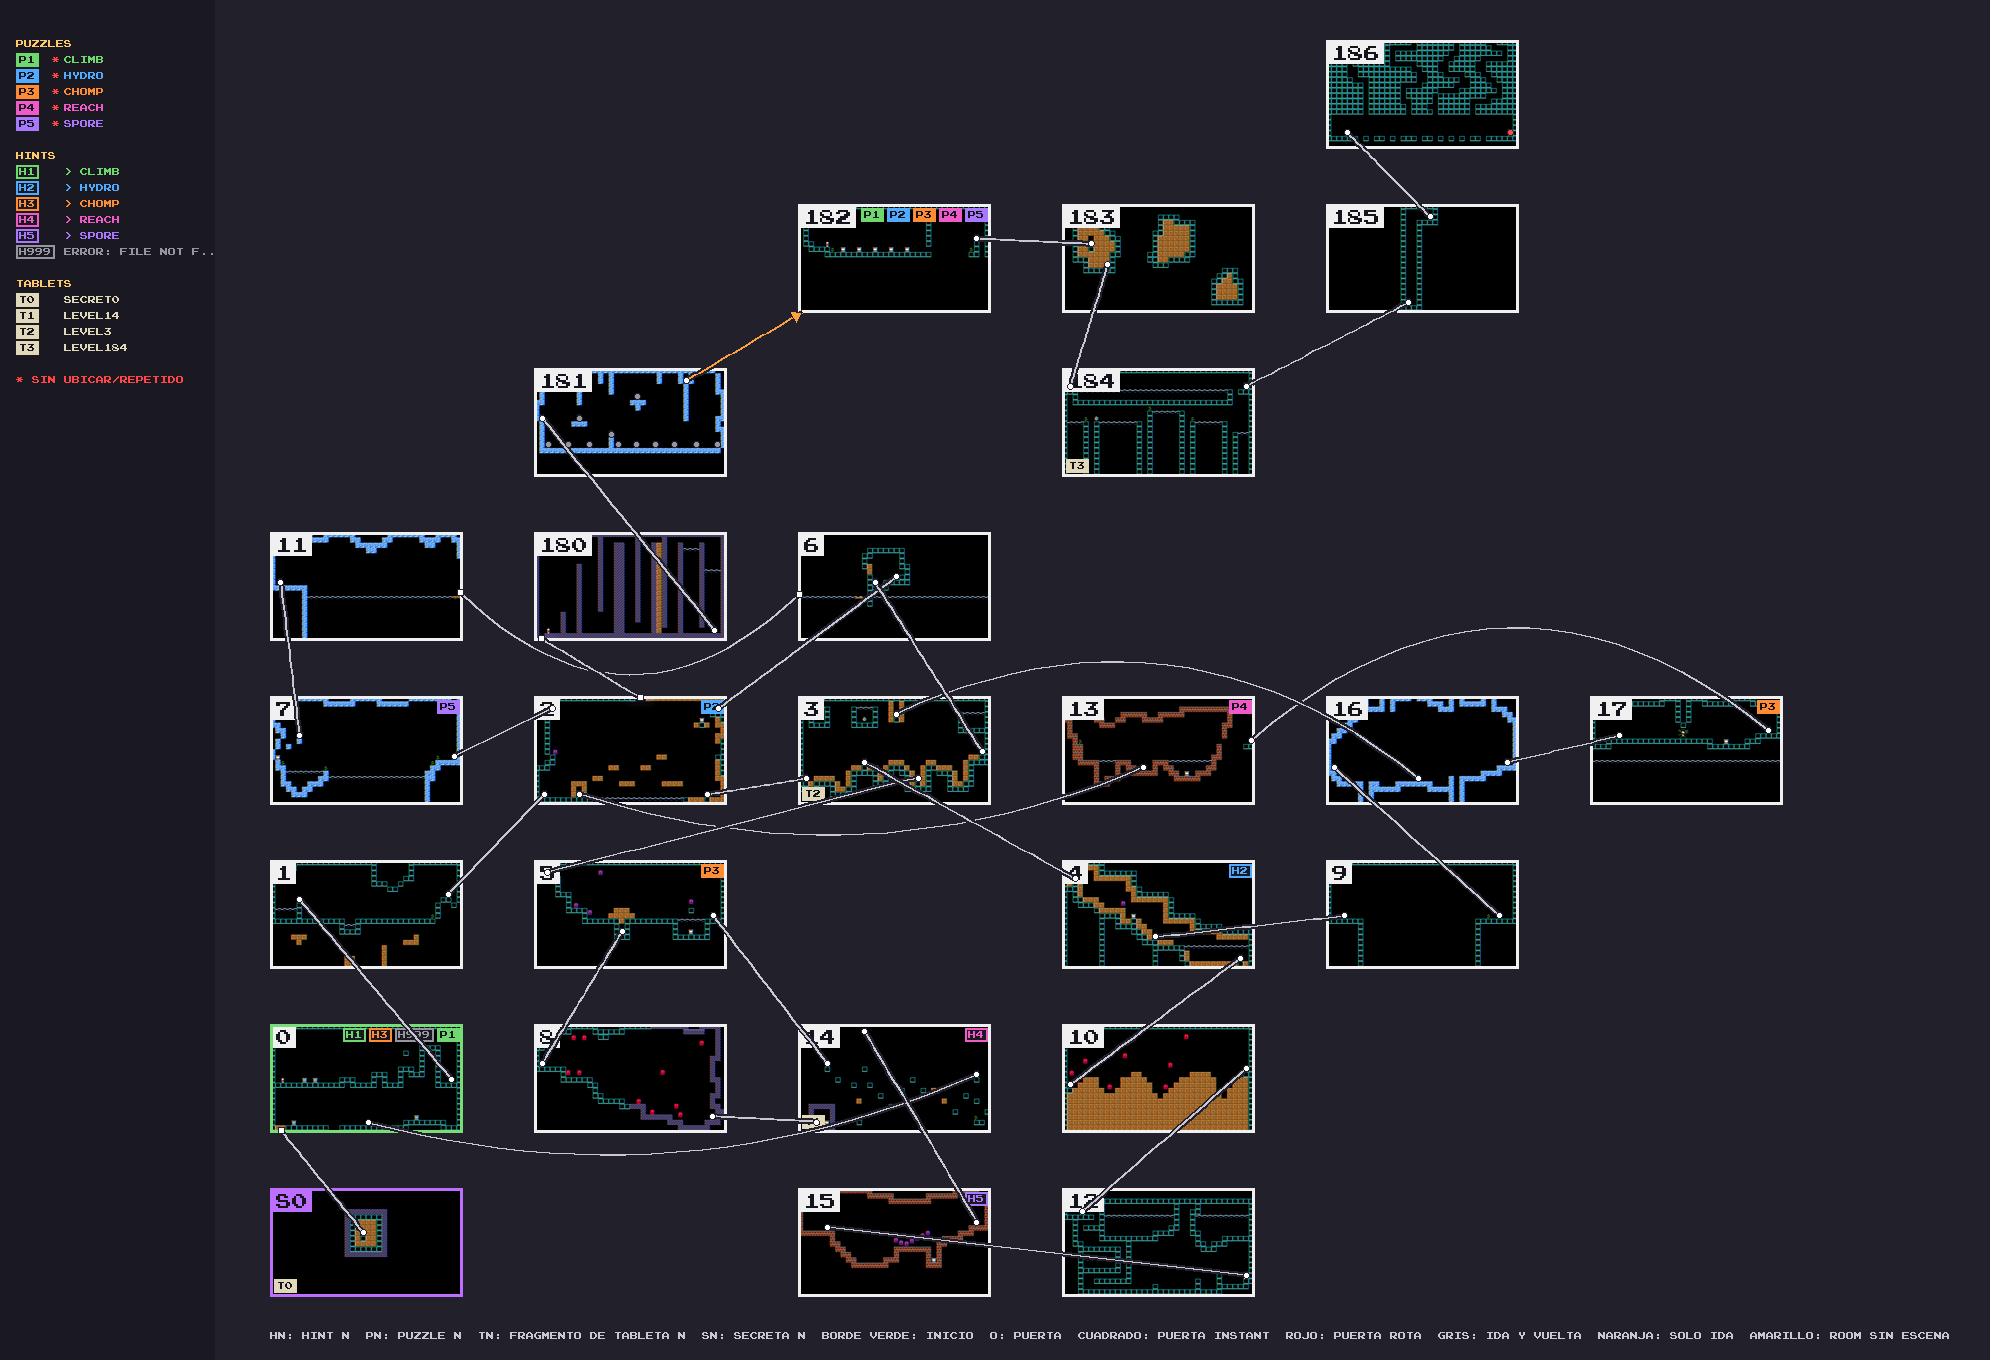 PUZZLES
P1 * CLIMB
P2 * HYDRO
P3 * CHOMP
P4 * REACH
P5 * SPORE
HINTS
H1 > CLIMB
H2 > HYDRO
H3 > CHOMP
H4 > REACH
H5 > SPORE
H999 ERROR: FILE NOT F..
TABLETS
T0 SECRET0
T1 LEVEL14
T2 LEVEL3
T3 LEVEL184
* SIN UBICAR/REPETIDO
186
182 P1 P2 P3 P4 P5
183
185
181
184
T3
11
180
6
7 P5
2 P2
3
T2
13 P4
16
17 P3
1
5 P3
4 H2
9
0 H1 H3 H999 P1
8
14 H4
10
S0
T0
15 H5
12
HN: HINT N PN: PUZZLE N TN: FRAGMENTO DE TABLETA N SN: SECRETA N BORDE VERDE: INICIO O: PUERTA CUADRADO: PUERTA INSTANT ROJO: PUERTA ROTA GRIS: IDA Y VUELTA NARANJA: SOLO IDA AMARILLO: ROOM SIN ESCENA